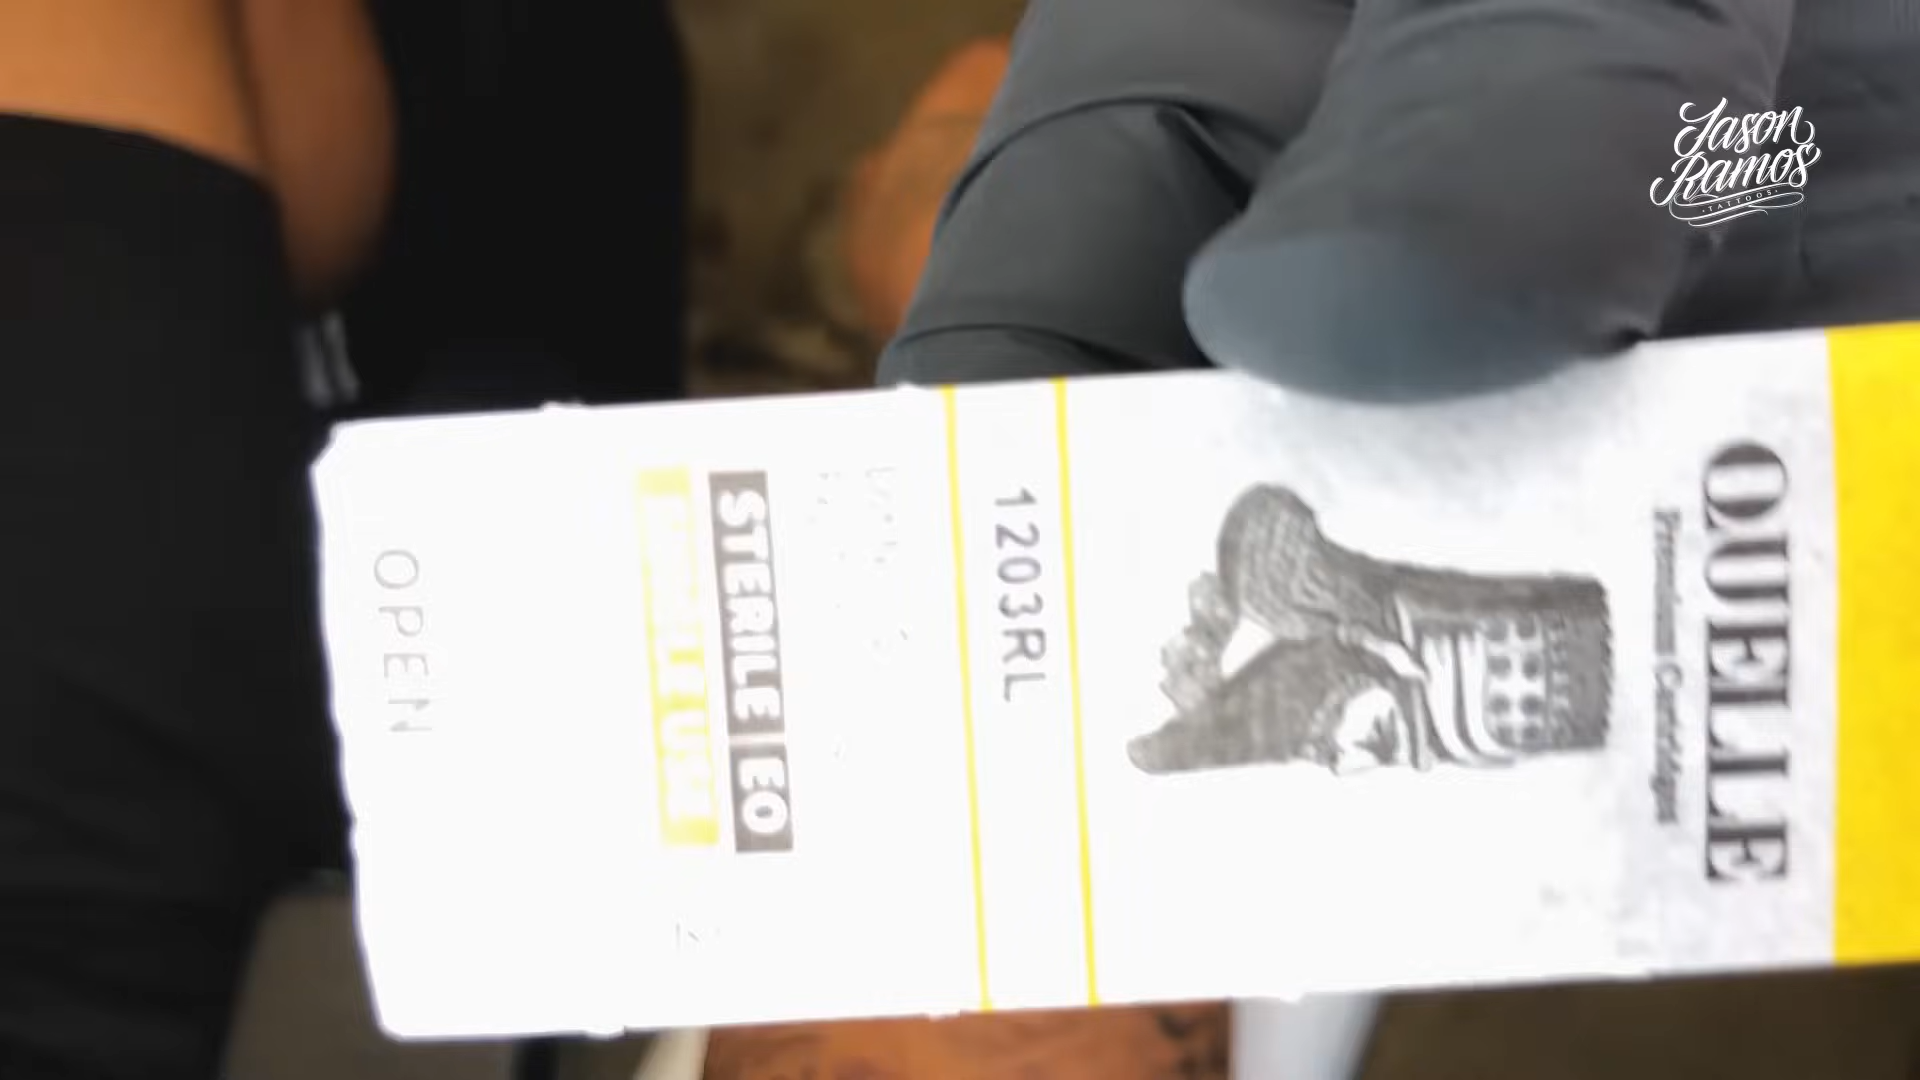 Jason
Ramos
TATTOOS
QUELLE
Premium Cartridges
1203RL
STERILE EO
OPEN